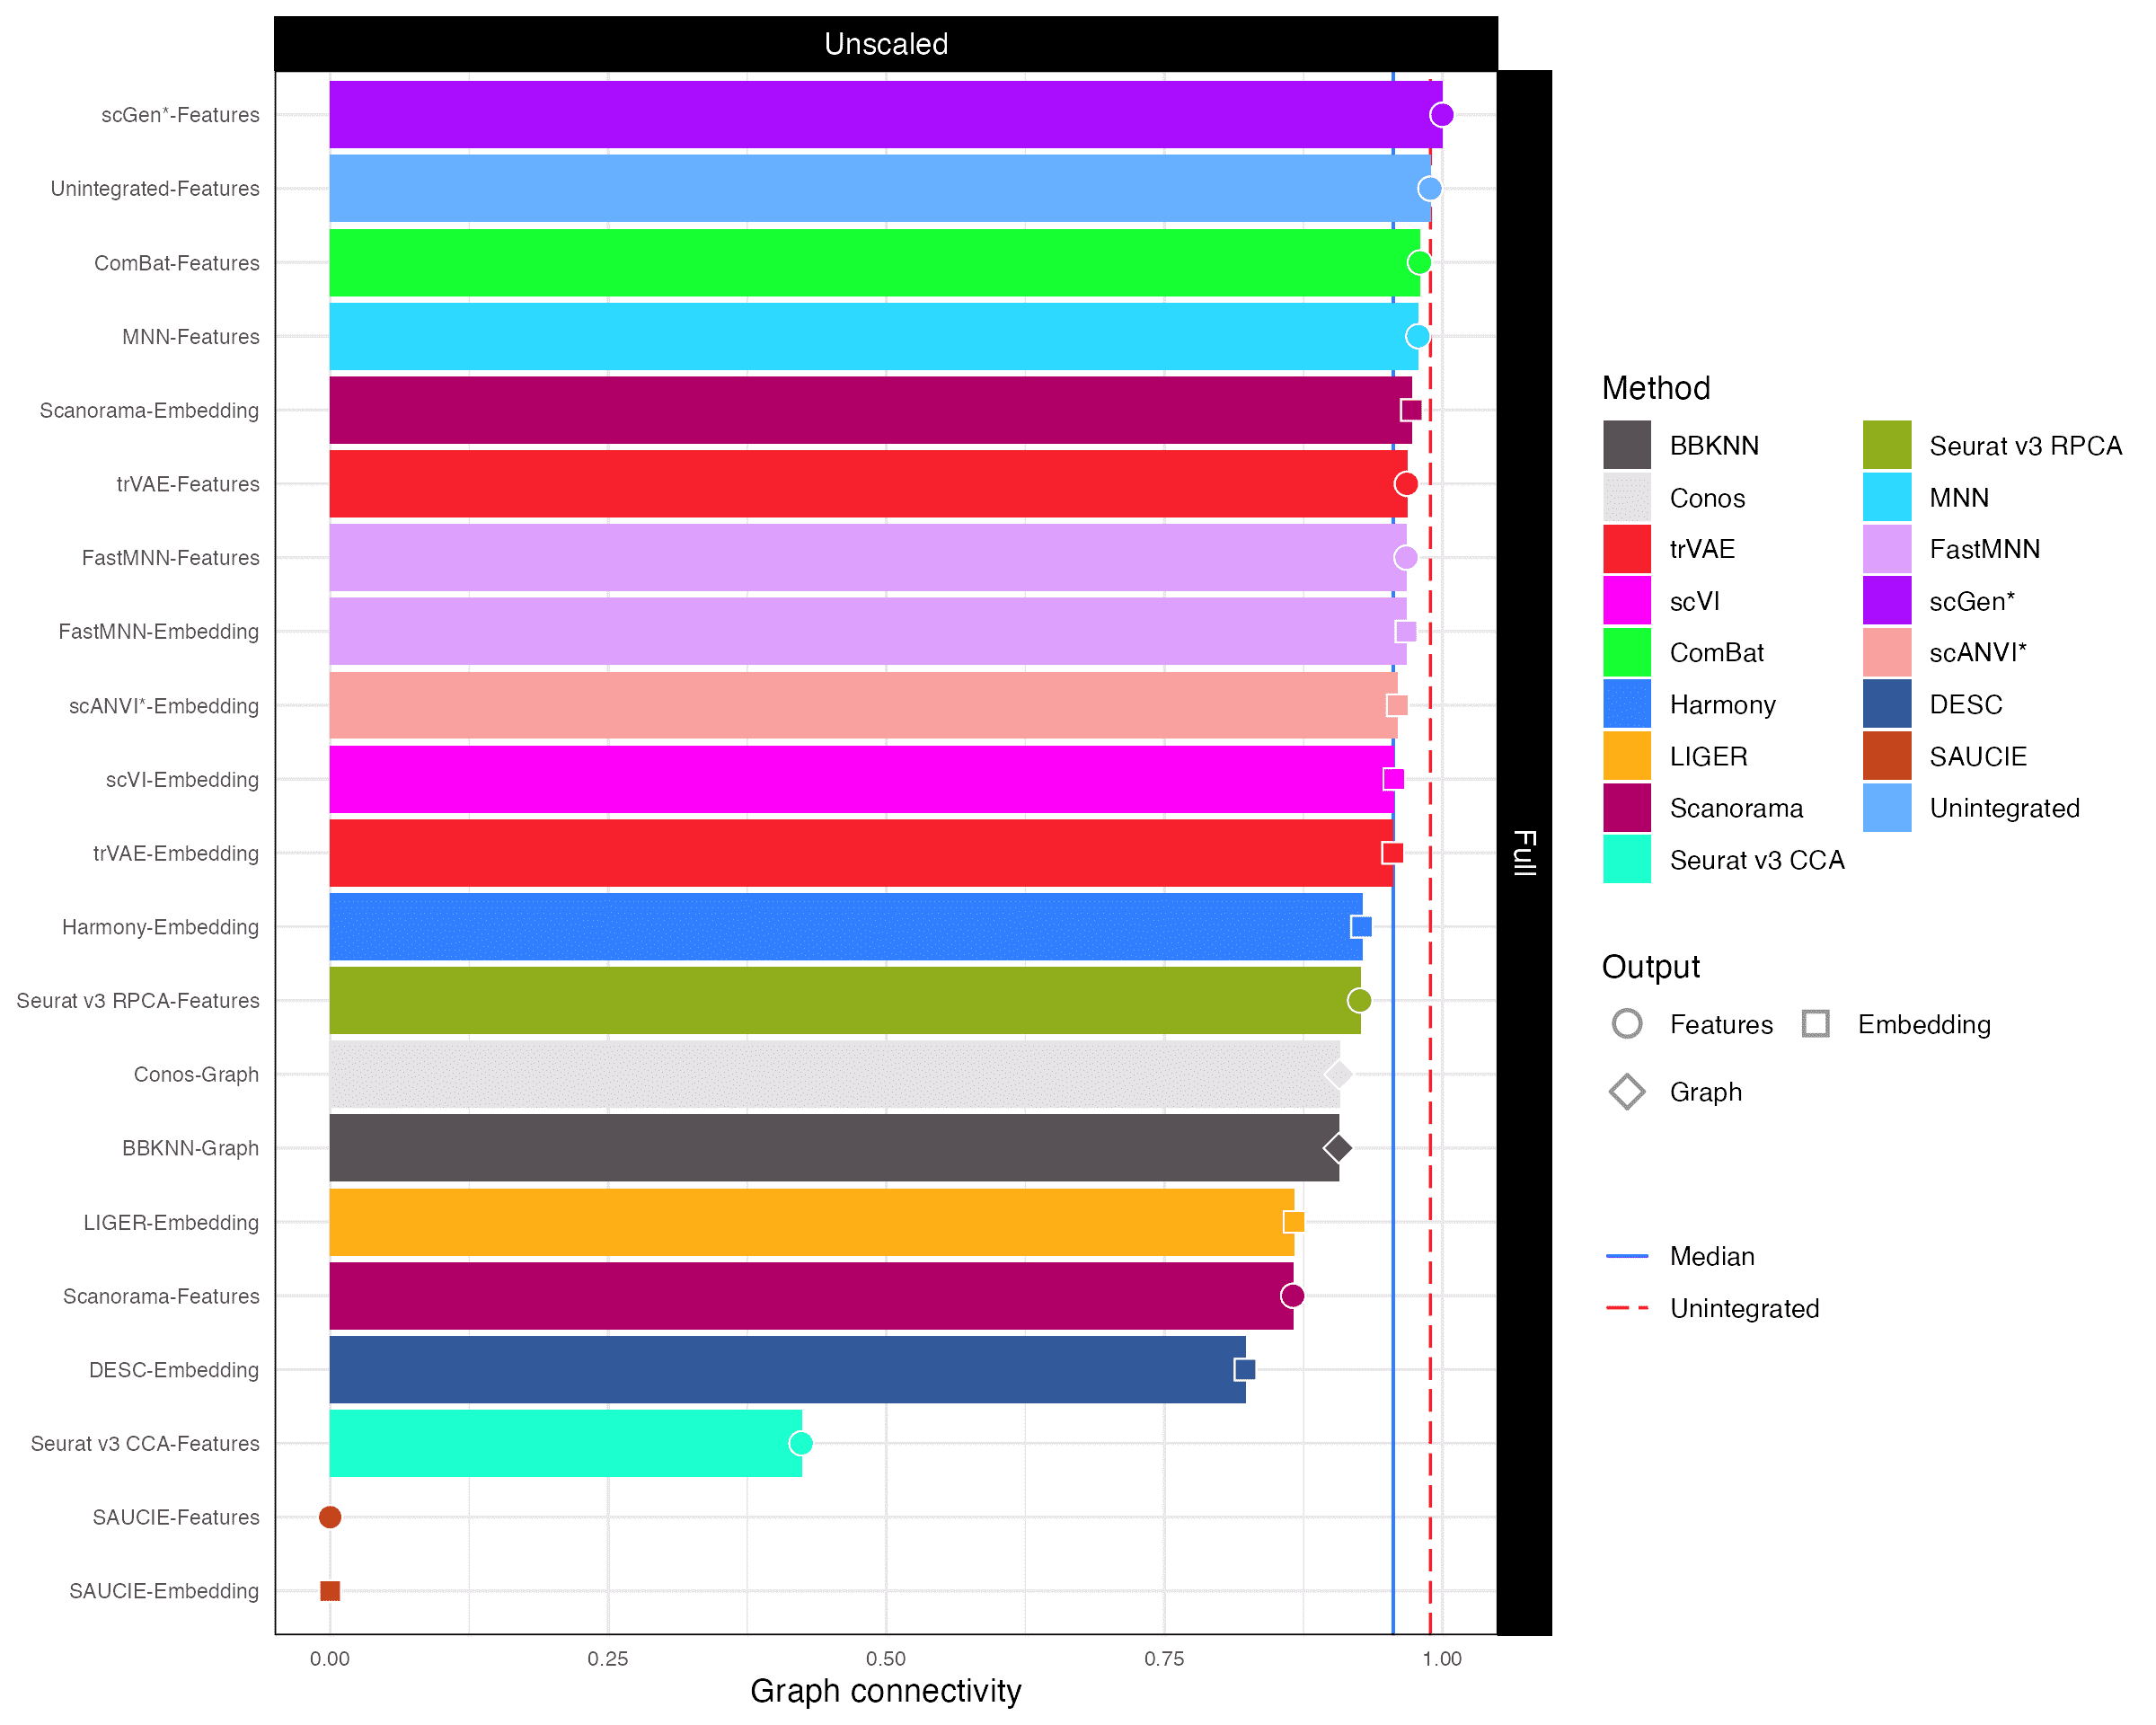 Unscaled
scGen*-Features
Unintegrated-Features
ComBat-Features
MNN-Features
Scanorama-Embedding
trVAE-Features
FastMNN-Features
FastMNN-Embedding
scANVI*-Embedding
scVI-Embedding
trVAE-Embedding
Harmony-Embedding
Seurat v3 RPCA-Features
Conos-Graph
BBKNN-Graph
LIGER-Embedding
Scanorama-Features
DESC-Embedding
Seurat v3 CCA-Features
SAUCIE-Features
SAUCIE-Embedding
0.00 0.25 0.50 0.75 1.00
Graph connectivity
Full
Method
BBKNN
Conos
trVAE
scVI
ComBat
Harmony
LIGER
Scanorama
Seurat v3 CCA
Seurat v3 RPCA
MNN
FastMNN
scGen*
scANVI*
DESC
SAUCIE
Unintegrated
Output
Features Embedding
Graph
Median
Unintegrated